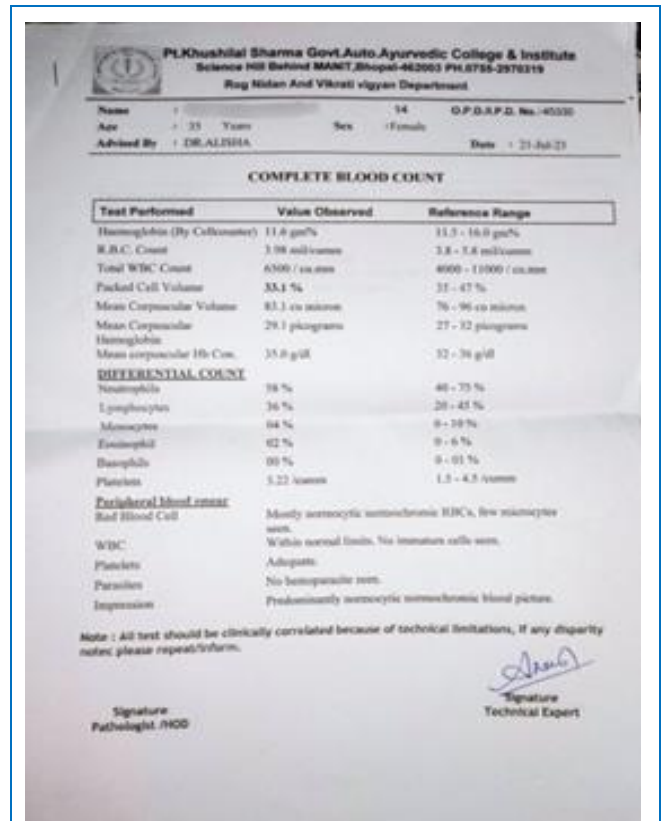 Pt.Khushilal Sharma Govt.Auto.Ayurvedic College & Institute
Science Hill Behind MANIT,Bhopal-462003 PH.0755-2970319
Rog Nidan And Vikrati vigyan Department
Name : 54 O.P.D./I.P.D. No.:
Age : Years Sex :Female
Advised By : DR.ALISHA Date : 21-Jul-23
COMPLETE BLOOD COUNT
Test Performed Value Observed Reference Range
Haemoglobin (By Cellcounter) 11.6 gm% 11.5 - 16.0 gm%
R.B.C. Count 3.98 mil/cumm 3.8 - 5.8 mil/cumm
Total WBC Count 6500 / cu.mm 4000 - 11000 / cu.mm
Packed Cell Volume 33.1 % 35 - 47 %
Mean Corpuscular Volume 83.1 cu micron 76 - 96 cu micron
Mean Corpuscular 29.1 picograms 27 - 32 picograms
Hemoglobin
Mean corpuscular Hb Con. 35.0 g/dl 32 - 36 g/dl
DIFFERENTIAL COUNT
Neutrophils 58 % 40 - 75 %
Lymphocytes 36 % 20 - 45 %
Monocytes 04 % 0 - 10 %
Eosinophil 02 % 0 - 6 %
Basophils 00 % 0 - 01 %
Platelets 3.22 /cumm 1.5 - 4.5 /cumm
Peripheral blood smear
Red Blood Cell Mostly normocytic normochromic RBCs, few microcytes
seen.
WBC Within normal limits. No immature cells seen.
Platelets Adequate.
Parasites No hemoparasite seen.
Impression Predominantly normocytic normochromic blood picture.
Note : All test should be clinically correlated because of technical limitations, if any disparity
notes please repeat/inform.
Signature
Pathologist /HOD
Signature
Technical Expert